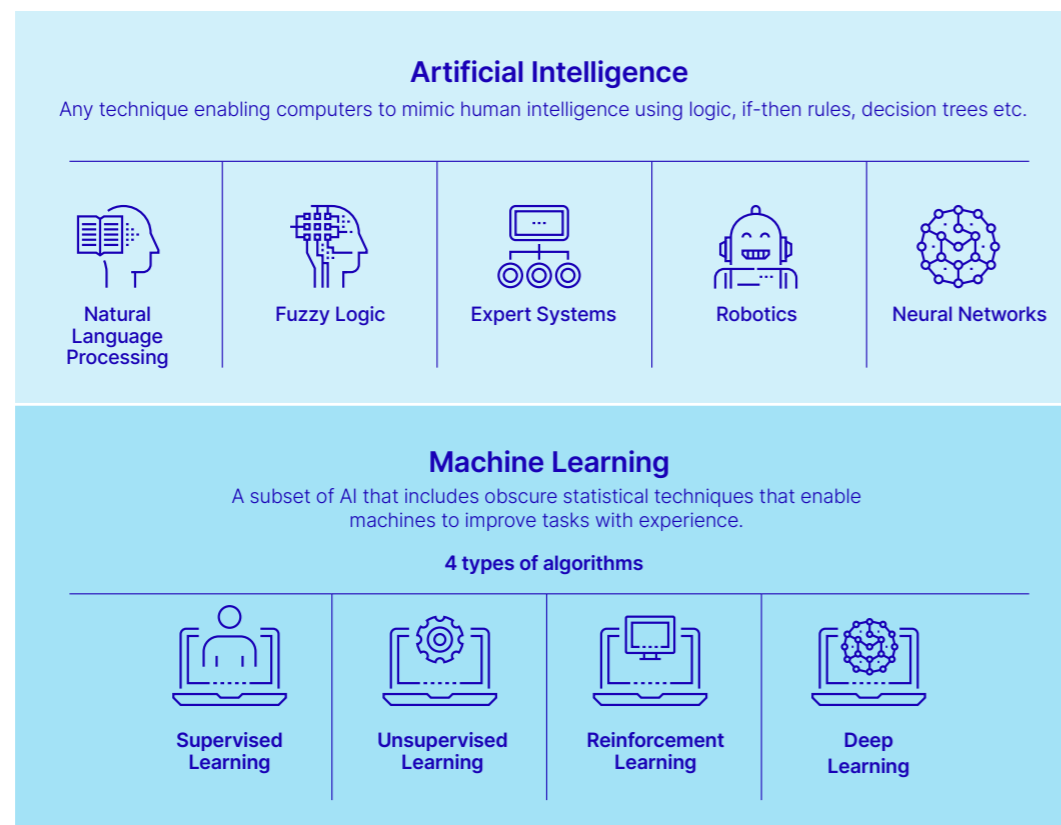 Artificial Intelligence
Any technique enabling computers to mimic human intelligence using logic, if-then rules, decision trees etc.
Natural
Language
Processing
Fuzzy Logic
Expert Systems
Robotics
Neural Networks
Machine Learning
A subset of AI that includes obscure statistical techniques that enable
machines to improve tasks with experience.
4 types of algorithms
Supervised
Learning
Unsupervised
Learning
Reinforcement
Learning
Deep
Learning